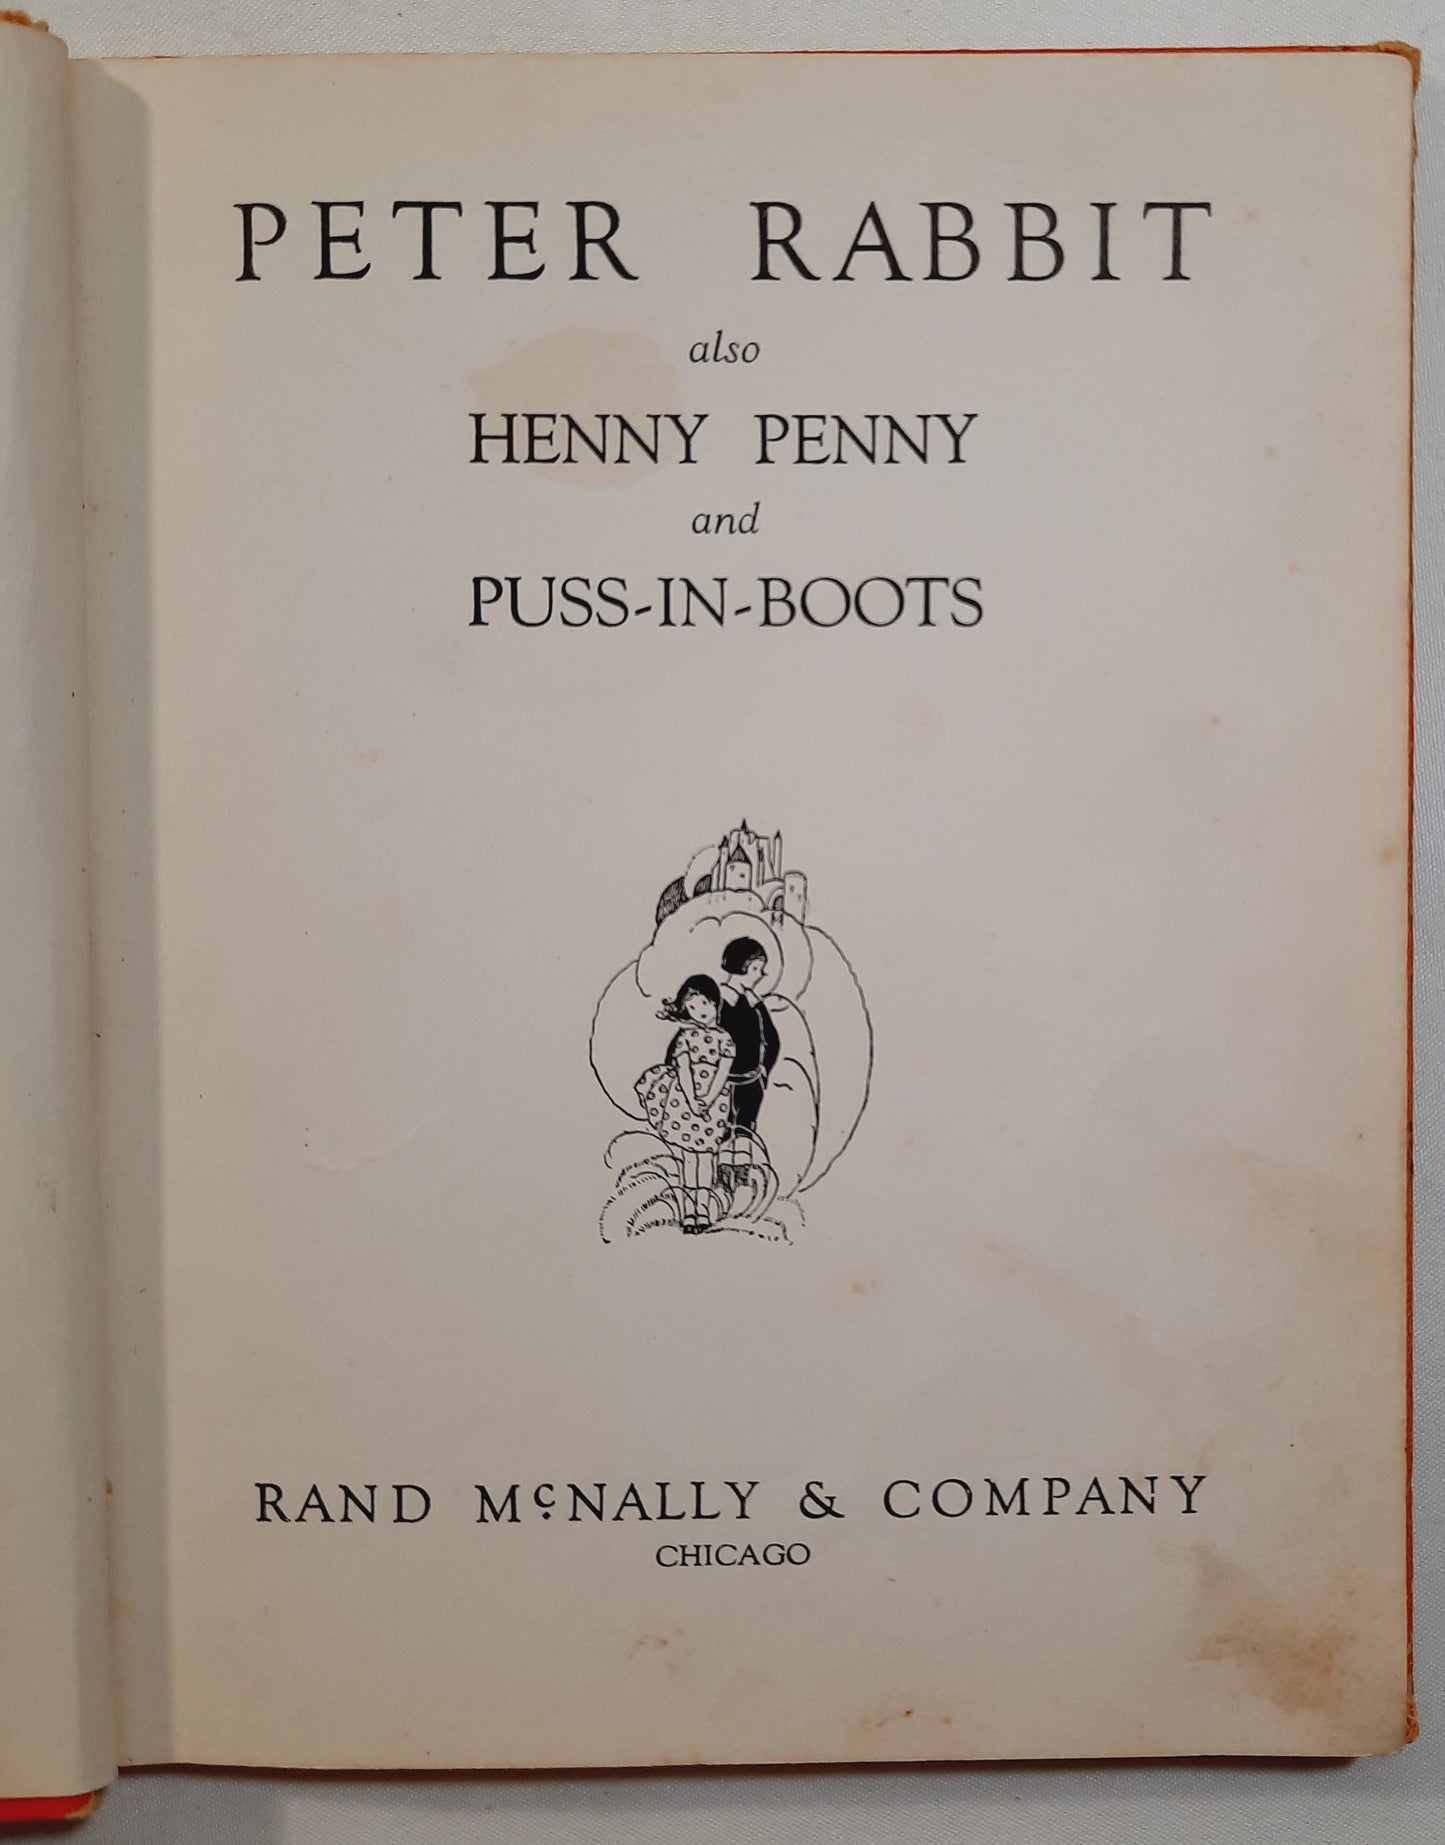 PETER RABBIT
also
HENNY PENNY
and
PUSS-IN-BOOTS
RAND McNALLY & COMPANY
CHICAGO